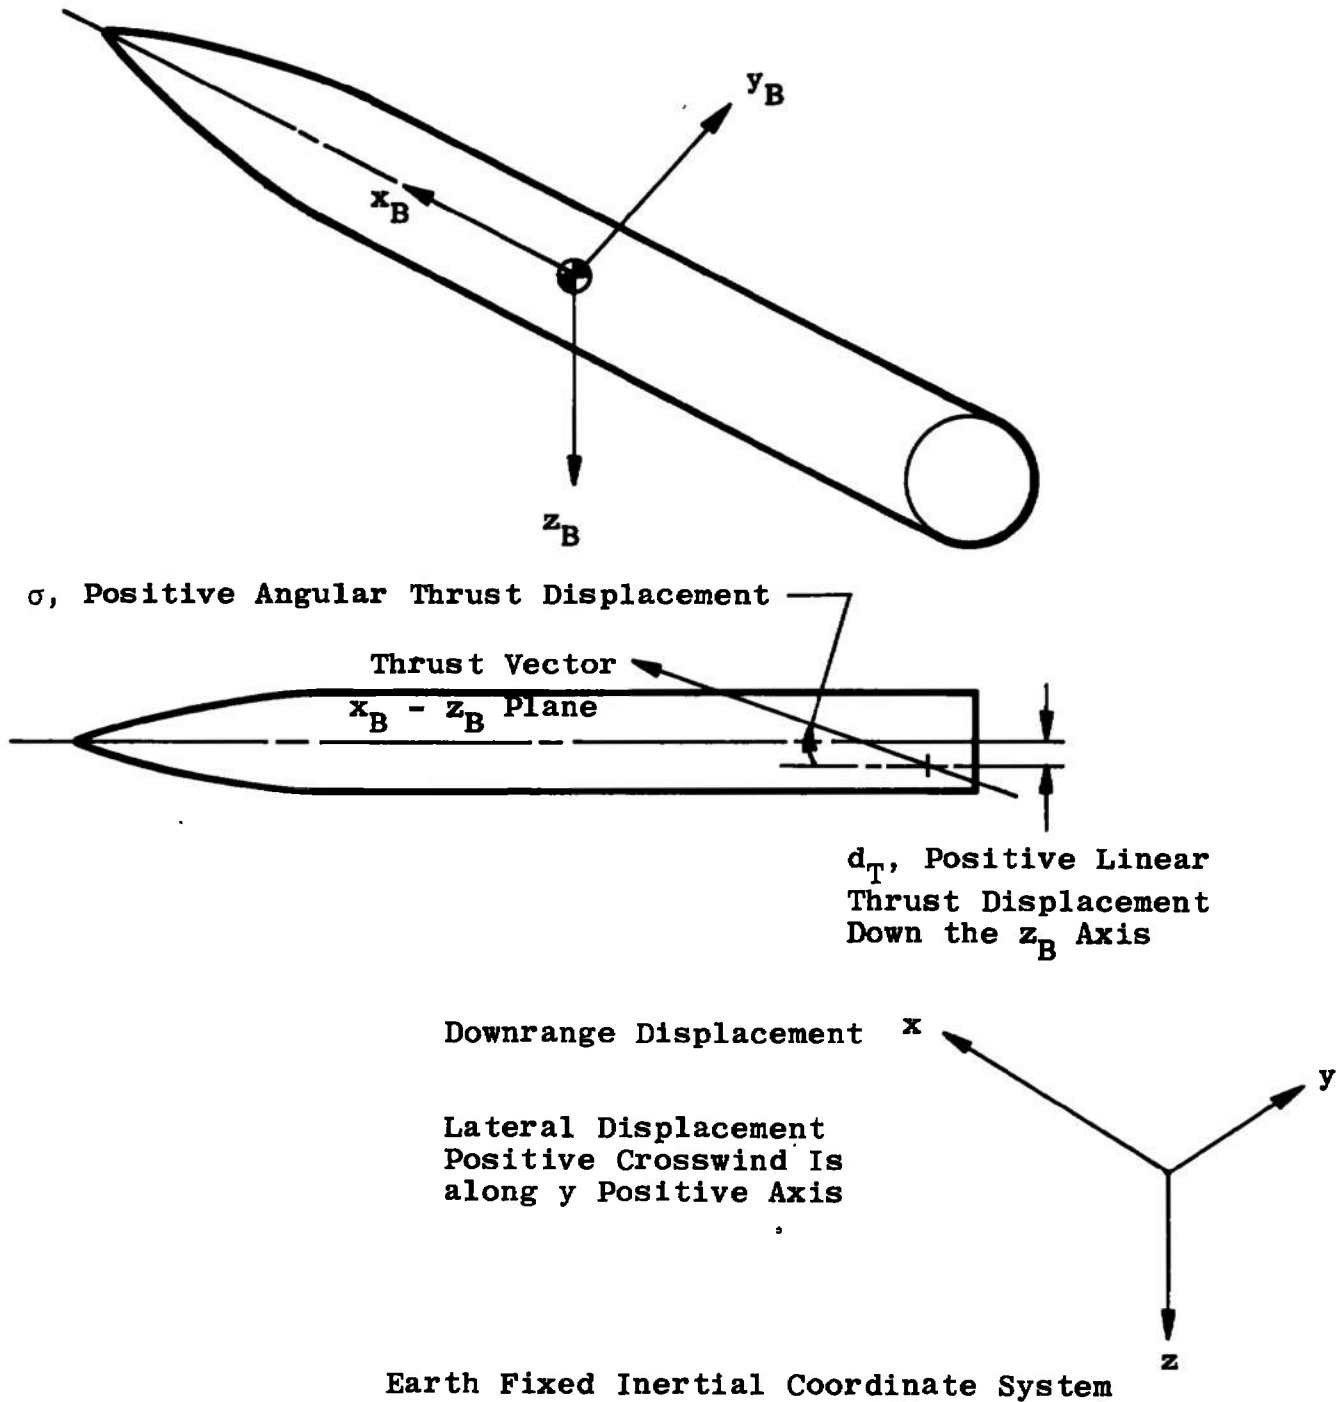 y_B
x_B
z_B
σ, Positive Angular Thrust Displacement
Thrust Vector
x_B - z_B Plane
d_T, Positive Linear
Thrust Displacement
Down the z_B Axis
Downrange Displacement x
y
Lateral Displacement
Positive Crosswind Is
along y Positive Axis
z
Earth Fixed Inertial Coordinate System